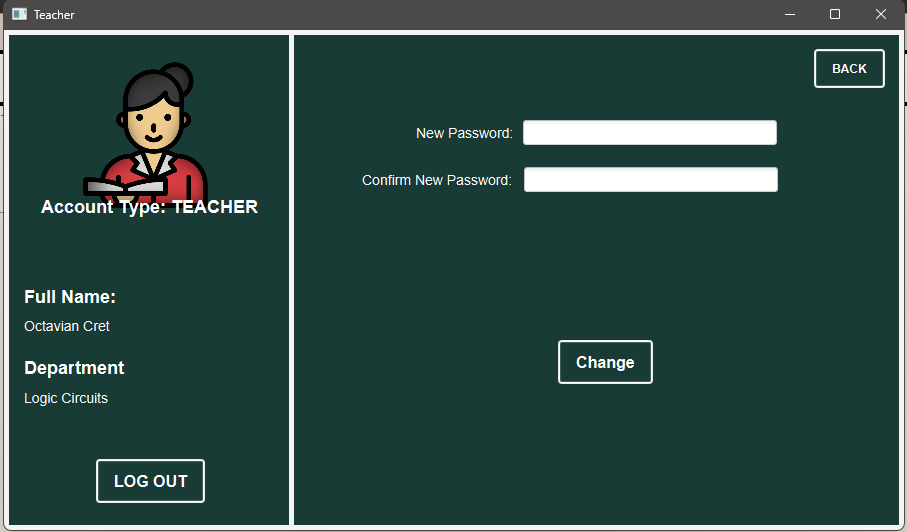 Teacher
BACK
New Password:
Confirm New Password:
Account Type: TEACHER
Full Name:
Octavian Cret
Department
Logic Circuits
Change
LOG OUT